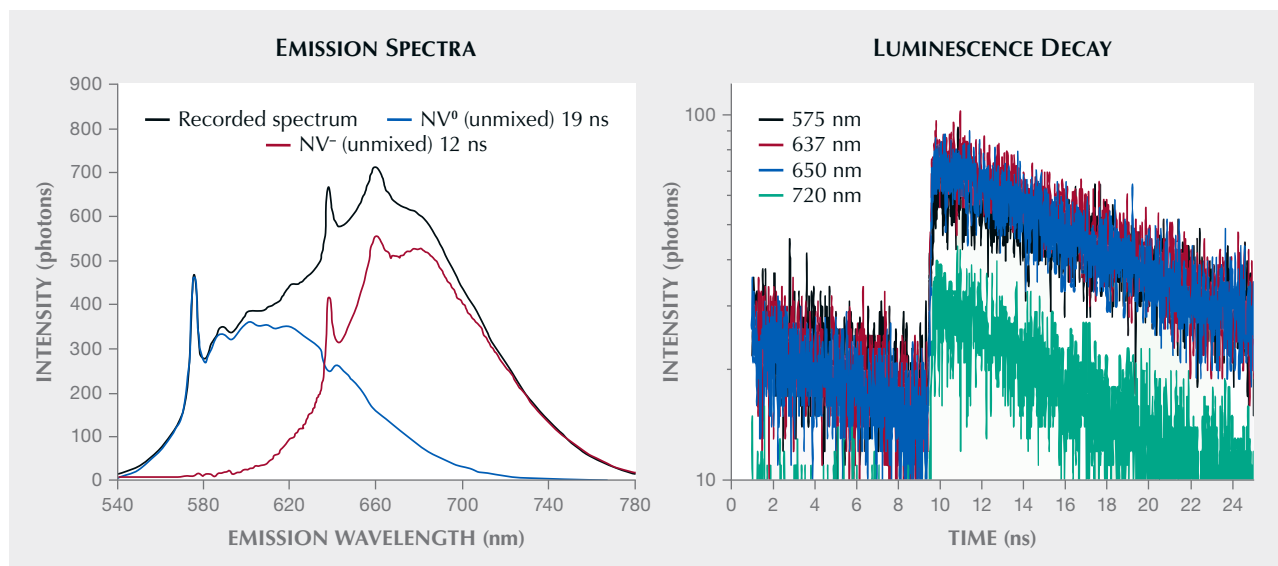 EMISSION SPECTRA
900
800
700
600
500
400
300
200
100
0
INTENSITY (photons)
Recorded spectrum
NV⁰ (unmixed) 19 ns
NV⁻ (unmixed) 12 ns
540 580 620 660 700 740 780
EMISSION WAVELENGTH (nm)
LUMINESCENCE DECAY
100
10
INTENSITY (photons)
575 nm
637 nm
650 nm
720 nm
0 2 4 6 8 10 12 14 16 18 20 22 24
TIME (ns)